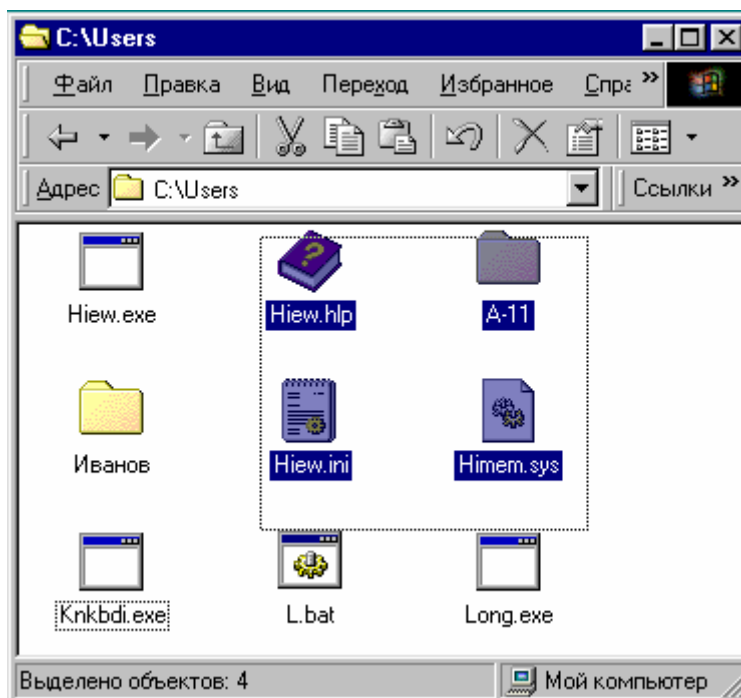 C:\Users
Файл Правка Вид Переход Избранное Спра »
Адрес C:\Users Ссылки »
Hiew.exe Hiew.hlp A-11
Иванов Hiew.ini Himem.sys
Knkbdi.exe L.bat Long.exe
Выделено объектов: 4 Мой компьютер